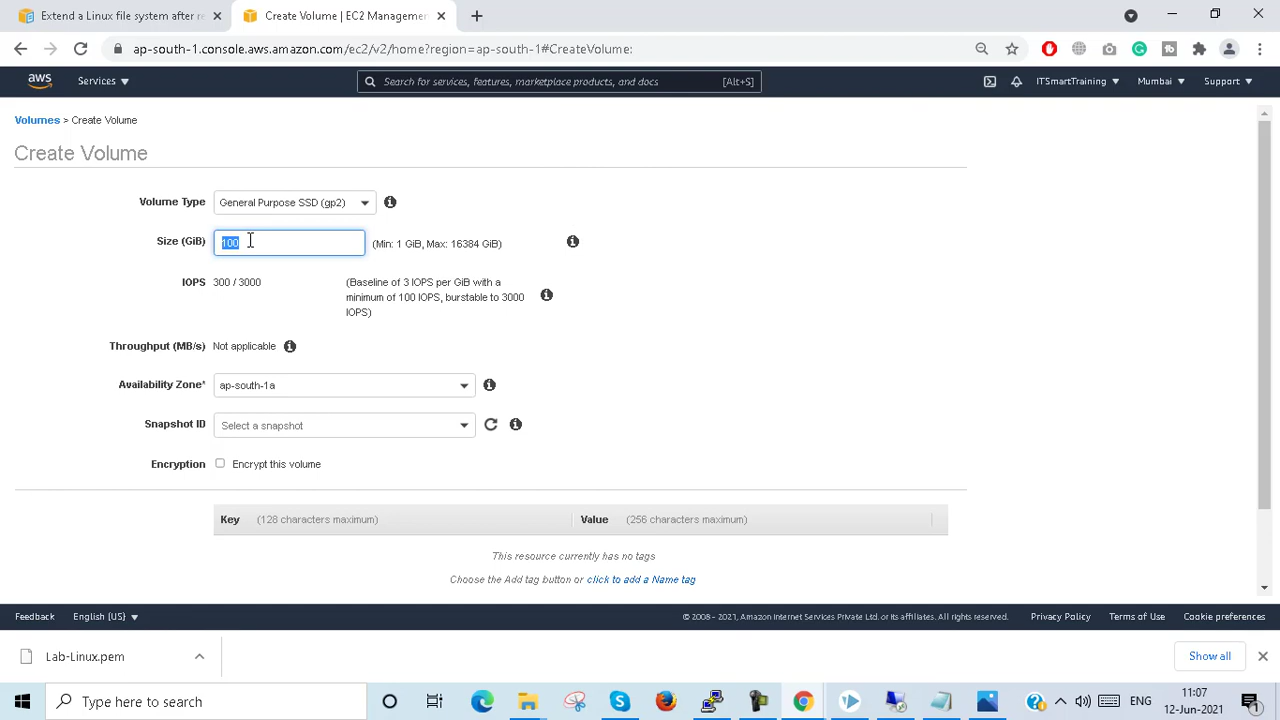 Extend a Linux file system after re
Create Volume | EC2 Managemen
ap-south-1.console.aws.amazon.com/ec2/v2/home?region=ap-south-1#CreateVolume:
aws
Services
Search for services, features, marketplace products, and docs
[Alt+S]
ITSmartTraining
Mumbai
Support
Volumes > Create Volume
Create Volume
Volume Type
General Purpose SSD (gp2)
Size (GiB)
100
(Min: 1 GiB, Max: 16384 GiB)
IOPS
300 / 3000
(Baseline of 3 IOPS per GiB with a
minimum of 100 IOPS, burstable to 3000
IOPS)
Throughput (MB/s)
Not applicable
Availability Zone*
ap-south-1a
Snapshot ID
Select a snapshot
Encryption
Encrypt this volume
Key
(128 characters maximum)
Value
(256 characters maximum)
This resource currently has no tags
Choose the Add tag button or click to add a Name tag
Feedback
English (US)
© 2008 - 2021, Amazon Internet Services Private Ltd. or its affiliates. All rights reserved.
Privacy Policy
Terms of Use
Cookie preferences
Lab-Linux.pem
Show all
Type here to search
ENG
11:07
12-Jun-2021